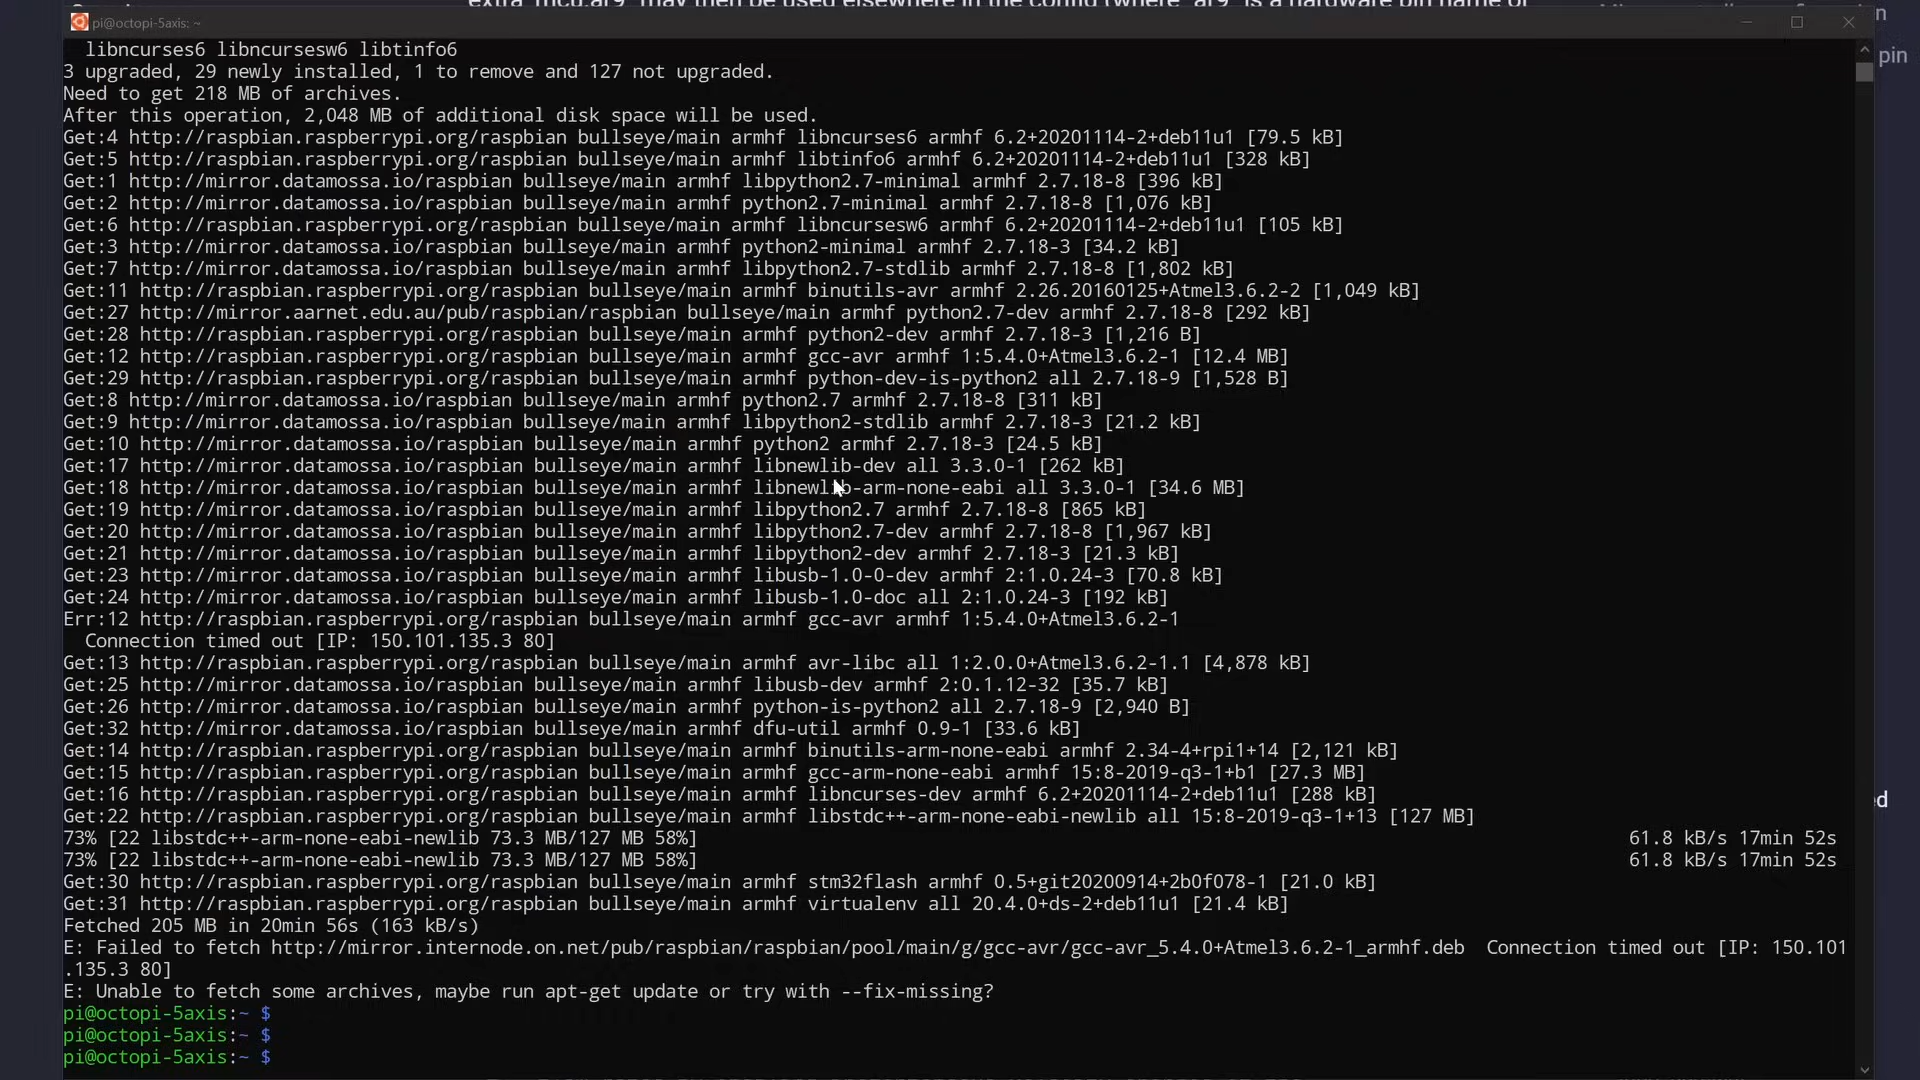 extra_mcu:ar9" may then be used elsewhere in the config (where "ar9" is a hardware pin name or
pi@octopi-5axis: ~
pin
libncurses6 libncursesw6 libtinfo6
3 upgraded, 29 newly installed, 1 to remove and 127 not upgraded.
Need to get 218 MB of archives.
After this operation, 2,048 MB of additional disk space will be used.
Get:4 http://raspbian.raspberrypi.org/raspbian bullseye/main armhf libncurses6 armhf 6.2+20201114-2+deb11u1 [79.5 kB]
Get:5 http://raspbian.raspberrypi.org/raspbian bullseye/main armhf libtinfo6 armhf 6.2+20201114-2+deb11u1 [328 kB]
Get:1 http://mirror.datamossa.io/raspbian bullseye/main armhf libpython2.7-minimal armhf 2.7.18-8 [396 kB]
Get:2 http://mirror.datamossa.io/raspbian bullseye/main armhf python2.7-minimal armhf 2.7.18-8 [1,076 kB]
Get:6 http://raspbian.raspberrypi.org/raspbian bullseye/main armhf libncursesw6 armhf 6.2+20201114-2+deb11u1 [105 kB]
Get:3 http://mirror.datamossa.io/raspbian bullseye/main armhf python2-minimal armhf 2.7.18-3 [34.2 kB]
Get:7 http://mirror.datamossa.io/raspbian bullseye/main armhf libpython2.7-stdlib armhf 2.7.18-8 [1,802 kB]
Get:11 http://raspbian.raspberrypi.org/raspbian bullseye/main armhf binutils-avr armhf 2.26.20160125+Atmel3.6.2-2 [1,049 kB]
Get:27 http://mirror.aarnet.edu.au/pub/raspbian/raspbian bullseye/main armhf python2.7-dev armhf 2.7.18-8 [292 kB]
Get:28 http://raspbian.raspberrypi.org/raspbian bullseye/main armhf python2-dev armhf 2.7.18-3 [1,216 B]
Get:12 http://raspbian.raspberrypi.org/raspbian bullseye/main armhf gcc-avr armhf 1:5.4.0+Atmel3.6.2-1 [12.4 MB]
Get:29 http://raspbian.raspberrypi.org/raspbian bullseye/main armhf python-dev-is-python2 all 2.7.18-9 [1,528 B]
Get:8 http://mirror.datamossa.io/raspbian bullseye/main armhf python2.7 armhf 2.7.18-8 [311 kB]
Get:9 http://mirror.datamossa.io/raspbian bullseye/main armhf libpython2-stdlib armhf 2.7.18-3 [21.2 kB]
Get:10 http://mirror.datamossa.io/raspbian bullseye/main armhf python2 armhf 2.7.18-3 [24.5 kB]
Get:17 http://mirror.datamossa.io/raspbian bullseye/main armhf libnewlib-dev all 3.3.0-1 [262 kB]
Get:18 http://mirror.datamossa.io/raspbian bullseye/main armhf libnewlib-arm-none-eabi all 3.3.0-1 [34.6 MB]
Get:19 http://mirror.datamossa.io/raspbian bullseye/main armhf libpython2.7 armhf 2.7.18-8 [865 kB]
Get:20 http://mirror.datamossa.io/raspbian bullseye/main armhf libpython2.7-dev armhf 2.7.18-8 [1,967 kB]
Get:21 http://mirror.datamossa.io/raspbian bullseye/main armhf libpython2-dev armhf 2.7.18-3 [21.3 kB]
Get:23 http://mirror.datamossa.io/raspbian bullseye/main armhf libusb-1.0-0-dev armhf 2:1.0.24-3 [70.8 kB]
Get:24 http://mirror.datamossa.io/raspbian bullseye/main armhf libusb-1.0-doc all 2:1.0.24-3 [192 kB]
Err:12 http://raspbian.raspberrypi.org/raspbian bullseye/main armhf gcc-avr armhf 1:5.4.0+Atmel3.6.2-1
Connection timed out [IP: 150.101.135.3 80]
Get:13 http://raspbian.raspberrypi.org/raspbian bullseye/main armhf avr-libc all 1:2.0.0+Atmel3.6.2-1.1 [4,878 kB]
Get:25 http://mirror.datamossa.io/raspbian bullseye/main armhf libusb-dev armhf 2:0.1.12-32 [35.7 kB]
Get:26 http://mirror.datamossa.io/raspbian bullseye/main armhf python-is-python2 all 2.7.18-9 [2,940 B]
Get:32 http://mirror.datamossa.io/raspbian bullseye/main armhf dfu-util armhf 0.9-1 [33.6 kB]
Get:14 http://raspbian.raspberrypi.org/raspbian bullseye/main armhf binutils-arm-none-eabi armhf 2.34-4+rpi1+14 [2,121 kB]
Get:15 http://raspbian.raspberrypi.org/raspbian bullseye/main armhf gcc-arm-none-eabi armhf 15:8-2019-q3-1+b1 [27.3 MB]
Get:16 http://raspbian.raspberrypi.org/raspbian bullseye/main armhf libncurses-dev armhf 6.2+20201114-2+deb11u1 [288 kB]
Get:22 http://raspbian.raspberrypi.org/raspbian bullseye/main armhf libstdc++-arm-none-eabi-newlib all 15:8-2019-q3-1+13 [127 MB]
73% [22 libstdc++-arm-none-eabi-newlib 73.3 MB/127 MB 58%] 61.8 kB/s 17min 52s
73% [22 libstdc++-arm-none-eabi-newlib 73.3 MB/127 MB 58%] 61.8 kB/s 17min 52s
Get:30 http://raspbian.raspberrypi.org/raspbian bullseye/main armhf stm32flash armhf 0.5+git20200914+2b0f078-1 [21.0 kB]
Get:31 http://raspbian.raspberrypi.org/raspbian bullseye/main armhf virtualenv all 20.4.0+ds-2+deb11u1 [21.4 kB]
Fetched 205 MB in 20min 56s (163 kB/s)
E: Failed to fetch http://mirror.internode.on.net/pub/raspbian/raspbian/pool/main/g/gcc-avr/gcc-avr_5.4.0+Atmel3.6.2-1_armhf.deb Connection timed out [IP: 150.101
.135.3 80]
E: Unable to fetch some archives, maybe run apt-get update or try with --fix-missing?
pi@octopi-5axis:~ $
pi@octopi-5axis:~ $
pi@octopi-5axis:~ $